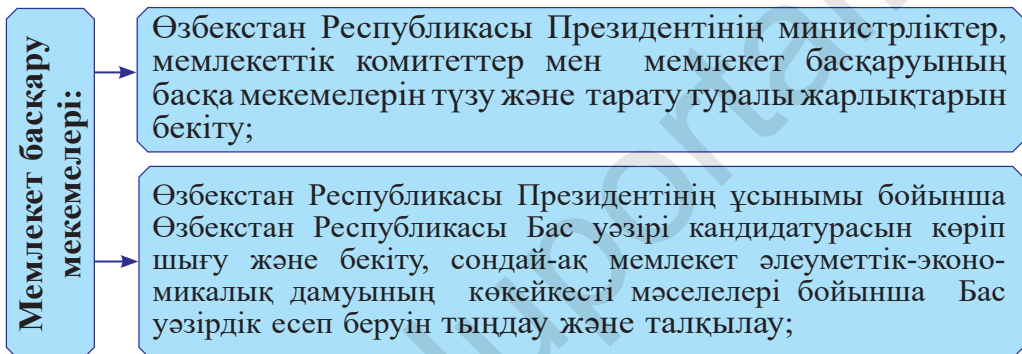 Мемлекет басқару
мекемелері:
Өзбекстан Республикасы Президентінің министрліктер,
мемлекеттік комитеттер мен мемлекет басқаруының
басқа мекемелерін түзу және тарату туралы жарлықтарын
бекіту;
Өзбекстан Республикасы Президентінің ұсынымы бойынша
Өзбекстан Республикасы Бас уәзірі кандидатурасын көріп
шығу және бекіту, сондай-ақ мемлекет әлеуметтік-эконо-
микалық дамуының көкейкесті мәселелері бойынша Бас
уәзірдік есеп беруін тыңдау және талқылау;